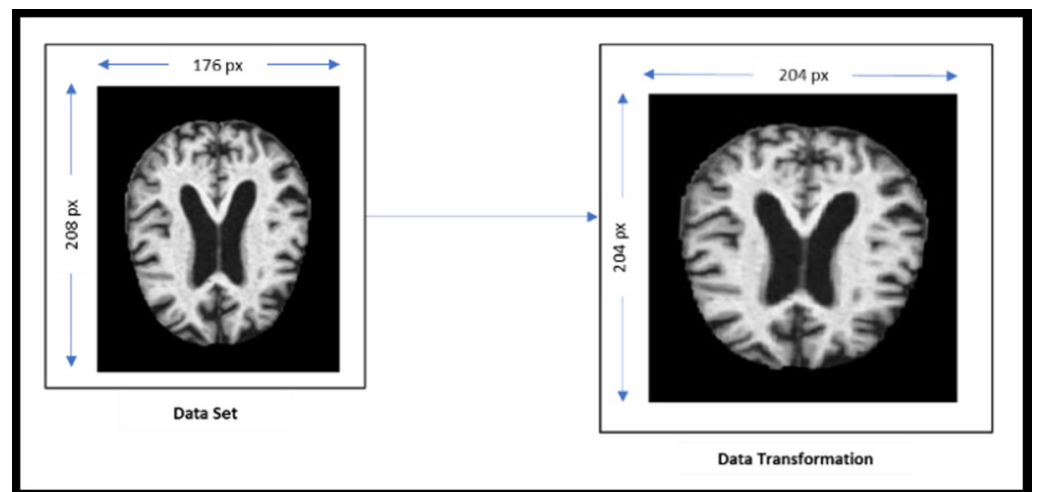 176 px
208 px
Data Set
204 px
204 px
Data Transformation